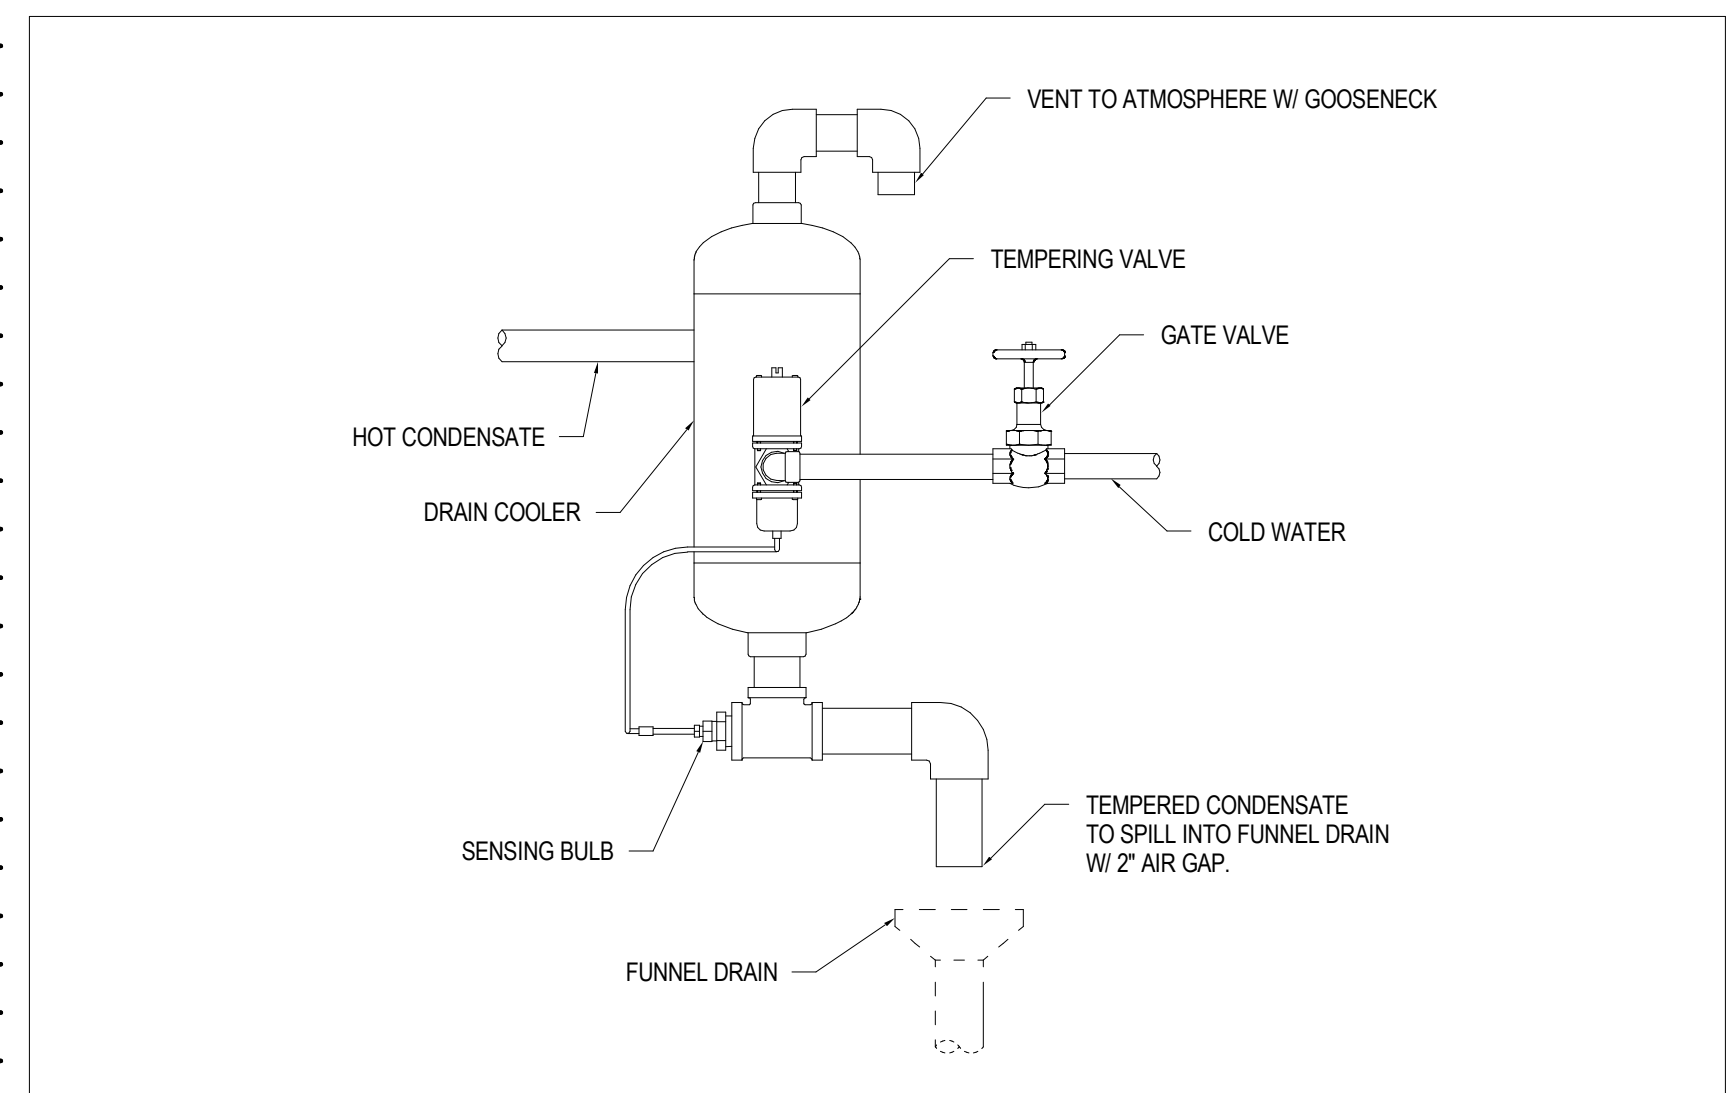 VENT TO ATMOSPHERE W/ GOOSENECK
TEMPERING VALVE
GATE VALVE
HOT CONDENSATE
DRAIN COOLER
COLD WATER
TEMPERED CONDENSATE
TO SPILL INTO FUNNEL DRAIN
W/ 2" AIR GAP.
SENSING BULB
FUNNEL DRAIN